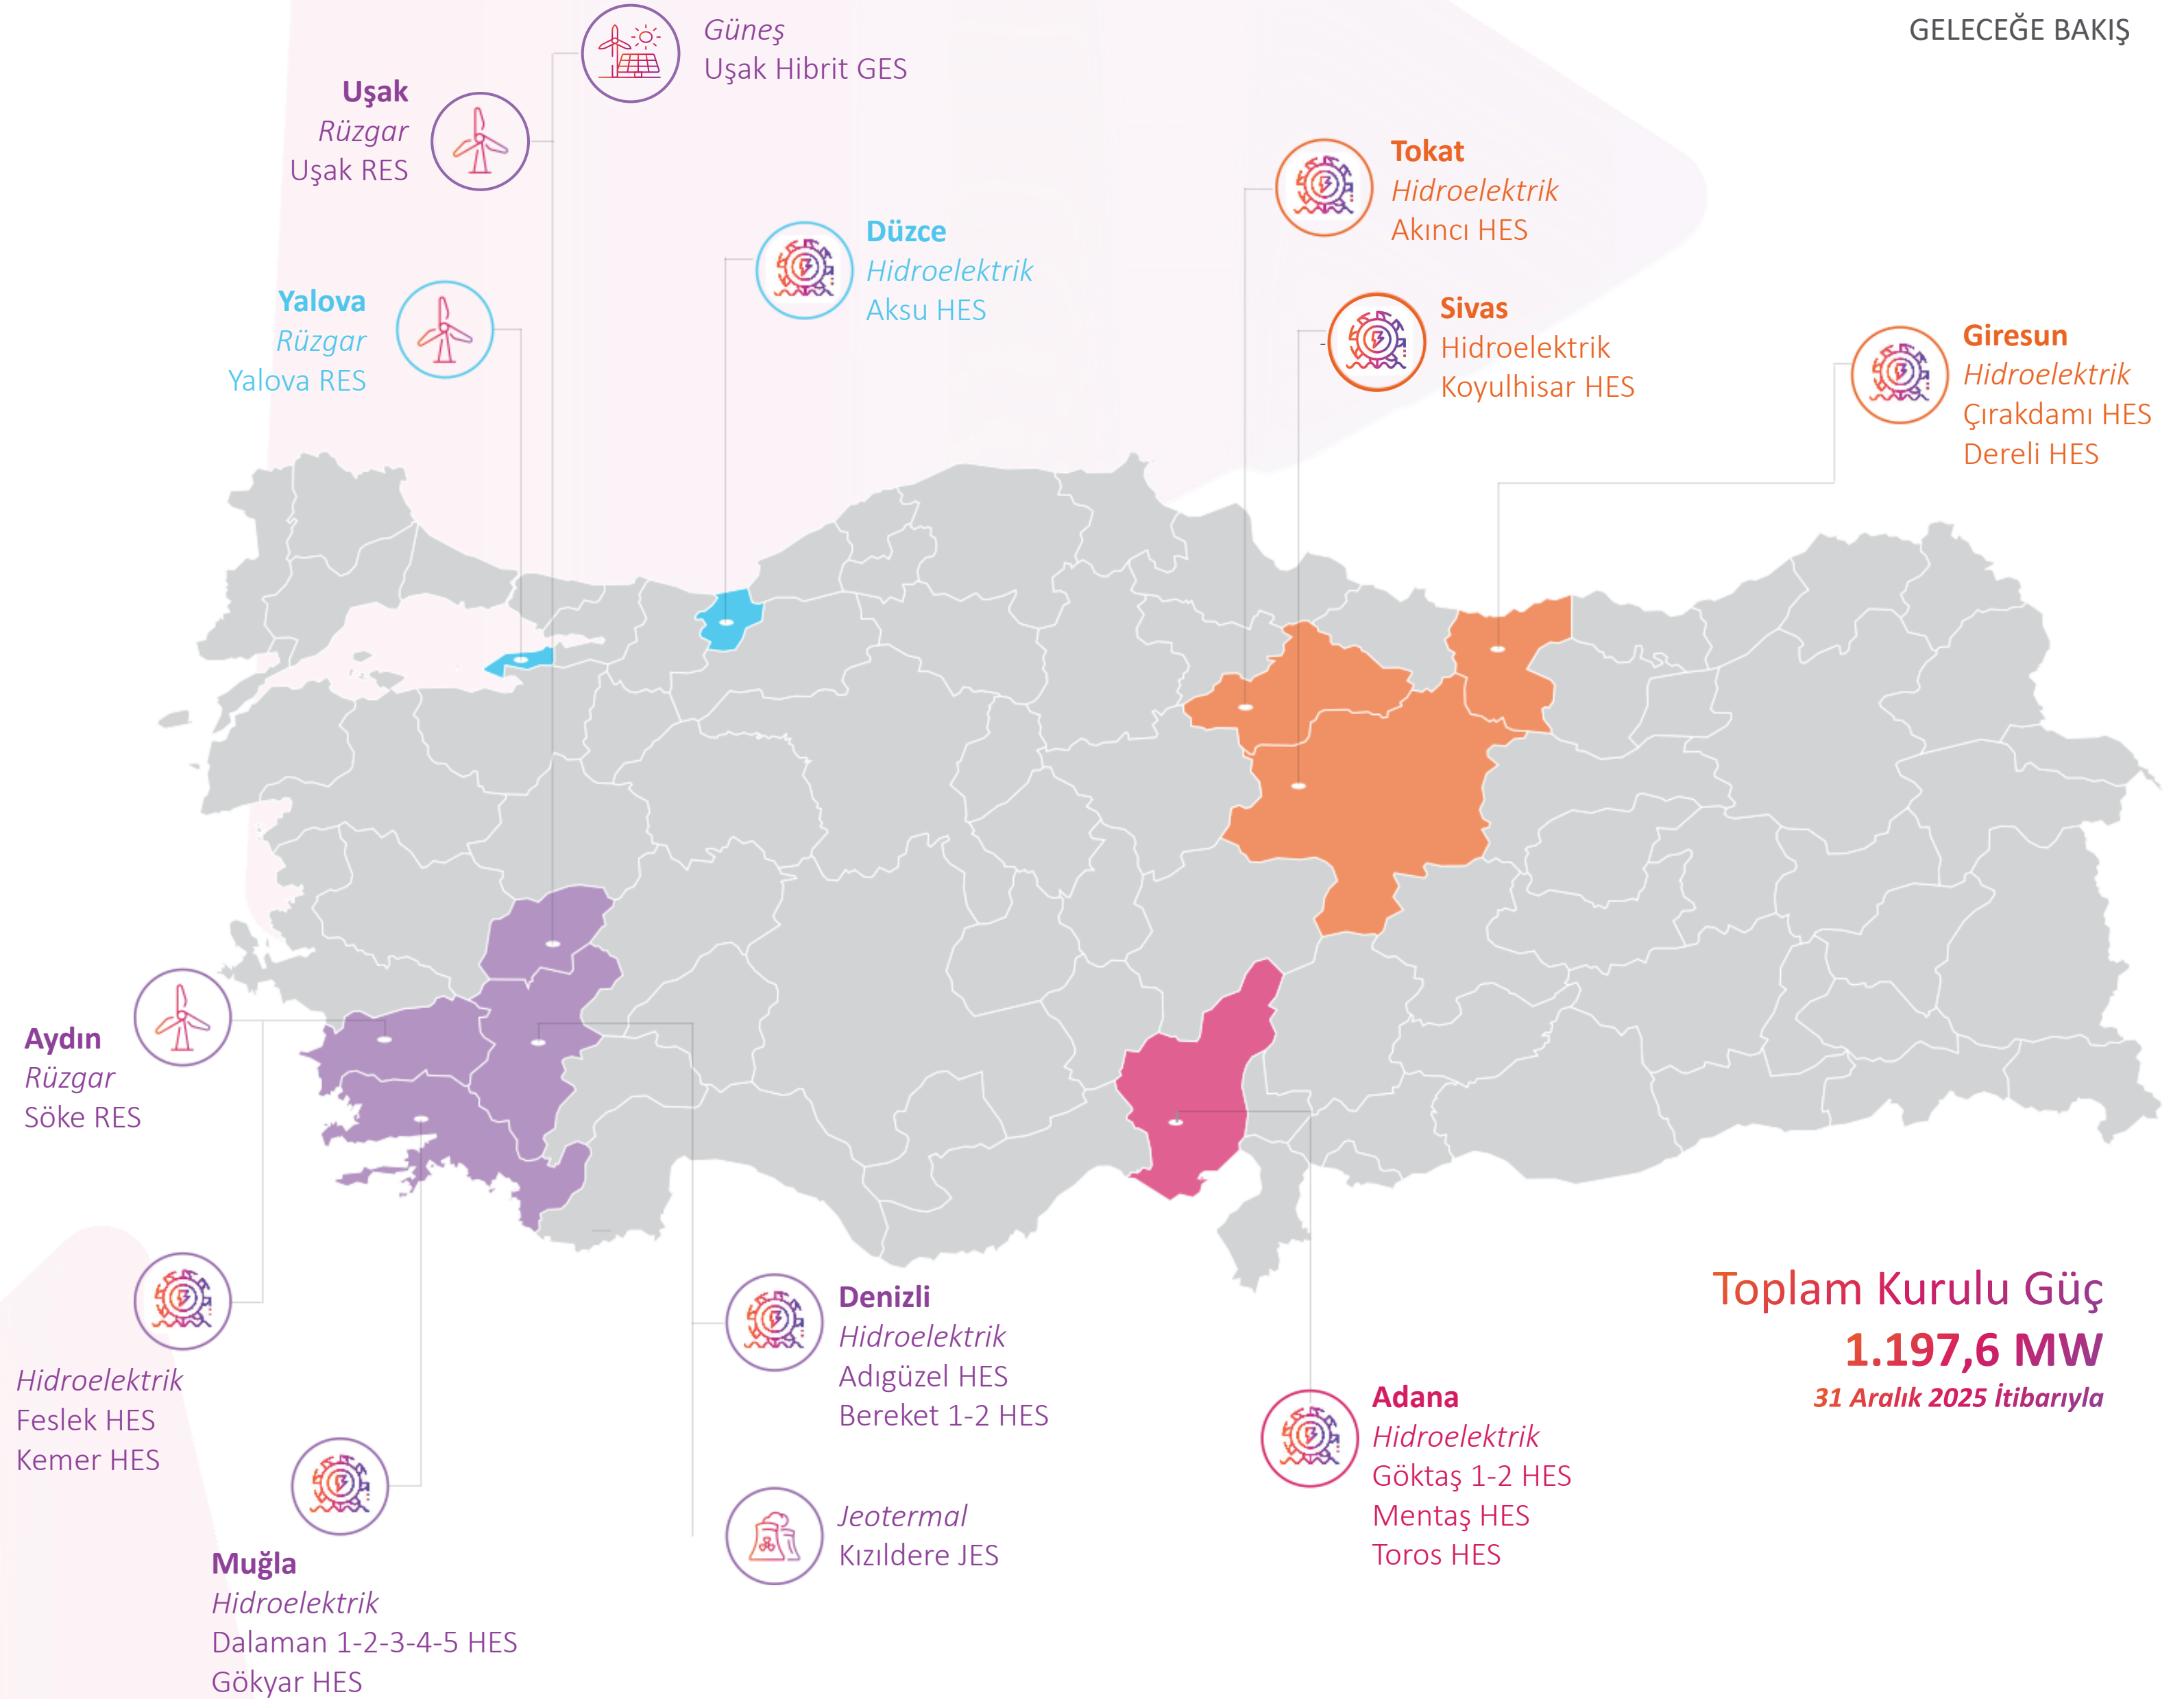 GELECEĞE BAKIŞ
Güneş
Uşak Hibrit GES
Uşak
Rüzgar
Uşak RES
Tokat
Hidroelektrik
Akıncı HES
Düzce
Hidroelektrik
Aksu HES
Yalova
Rüzgar
Yalova RES
Sivas
Hidroelektrik
Koyulhisar HES
Giresun
Hidroelektrik
Çırakdamı HES
Dereli HES
Aydın
Rüzgar
Söke RES
Hidroelektrik
Feslek HES
Kemer HES
Muğla
Hidroelektrik
Dalaman 1-2-3-4-5 HES
Gökyar HES
Denizli
Hidroelektrik
Adıgüzel HES
Bereket 1-2 HES
Jeotermal
Kızıldere JES
Adana
Hidroelektrik
Göktaş 1-2 HES
Mentaş HES
Toros HES
Toplam Kurulu Güç
1.197,6 MW
31 Aralık 2025 İtibarıyla